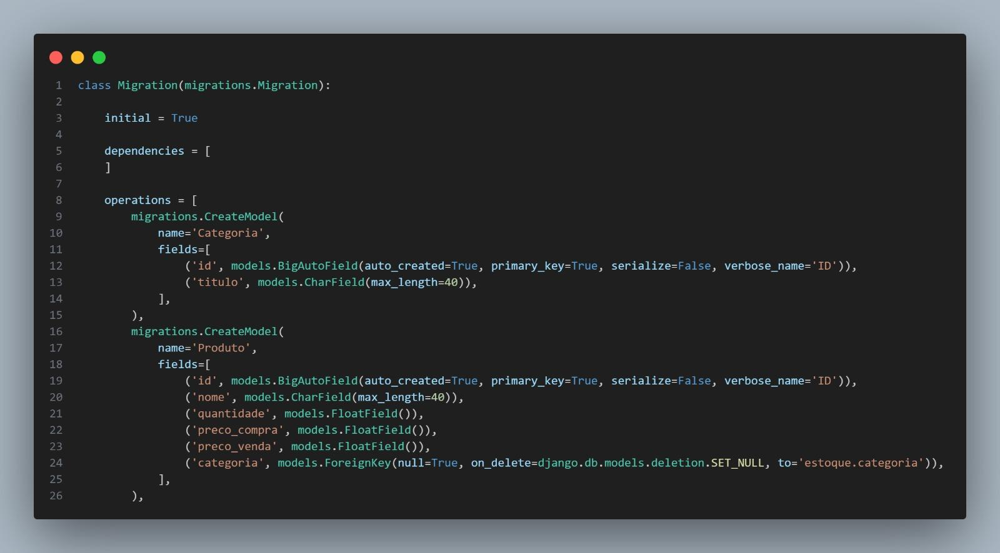 1 class Migration(migrations.Migration):
2
3     initial = True
4
5     dependencies = [
6     ]
7
8     operations = [
9         migrations.CreateModel(
10             name='Categoria',
11             fields=[
12                 ('id', models.BigAutoField(auto_created=True, primary_key=True, serialize=False, verbose_name='ID')),
13                 ('titulo', models.CharField(max_length=40)),
14             ],
15         ),
16         migrations.CreateModel(
17             name='Produto',
18             fields=[
19                 ('id', models.BigAutoField(auto_created=True, primary_key=True, serialize=False, verbose_name='ID')),
20                 ('nome', models.CharField(max_length=40)),
21                 ('quantidade', models.FloatField()),
22                 ('preco_compra', models.FloatField()),
23                 ('preco_venda', models.FloatField()),
24                 ('categoria', models.ForeignKey(null=True, on_delete=django.db.models.deletion.SET_NULL, to='estoque.categoria')),
25             ],
26         ),